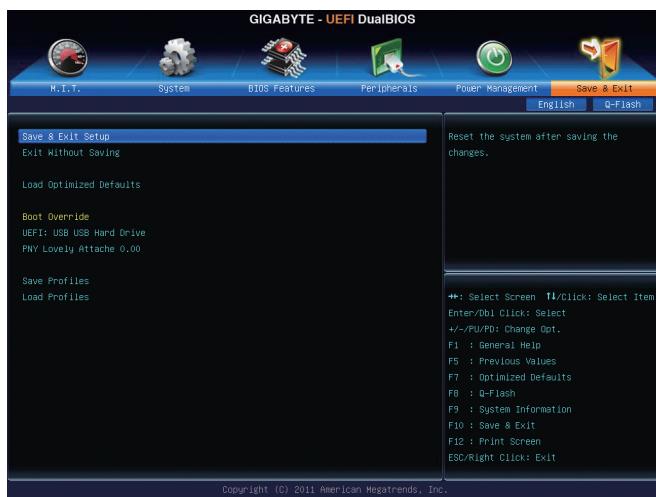 GIGABYTE - UEFI DualBIOS
M.I.T.
System
BIOS Features
Peripherals
Power Management
Save & Exit
English
Q-Flash
Save & Exit Setup
Exit Without Saving
Load Optimized Defaults
Boot Override
UEFI: USB USB Hard Drive
PNY Lovely Attache 0.00
Save Profiles
Load Profiles
Reset the system after saving the
changes.
→←: Select Screen ↑↓/Click: Select Item
Enter/Dbl Click: Select
+/-/PU/PD: Change Opt.
F1 : General Help
F5 : Previous Values
F7 : Optimized Defaults
F8 : Q-Flash
F9 : System Information
F10 : Save & Exit
F12 : Print Screen
ESC/Right Click: Exit
Copyright (C) 2011 American Megatrends, Inc.